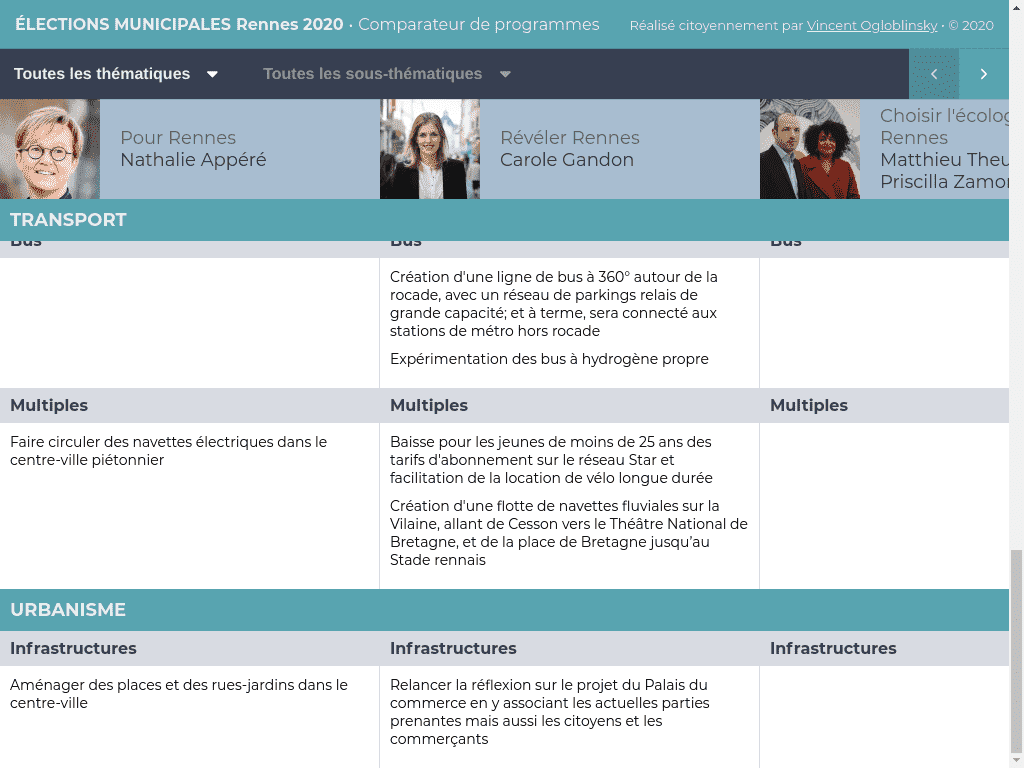 ÉLECTIONS MUNICIPALES Rennes 2020 · Comparateur de programmes
Réalisé citoyennement par Vincent Ogloblinsky · © 2020
Toutes les thématiques
Toutes les sous-thématiques
Pour Rennes
Nathalie Appéré
Révéler Rennes
Carole Gandon
Choisir l'écolog
Rennes
Matthieu Theu
Priscilla Zamor
TRANSPORT
Bus
Bus
Bus
Création d'une ligne de bus à 360° autour de la
rocade, avec un réseau de parkings relais de
grande capacité; et à terme, sera connecté aux
stations de métro hors rocade
Expérimentation des bus à hydrogène propre
Multiples
Multiples
Multiples
Faire circuler des navettes électriques dans le
centre-ville piétonnier
Baisse pour les jeunes de moins de 25 ans des
tarifs d'abonnement sur le réseau Star et
facilitation de la location de vélo longue durée
Création d'une flotte de navettes fluviales sur la
Vilaine, allant de Cesson vers le Théâtre National de
Bretagne, et de la place de Bretagne jusqu’au
Stade rennais
URBANISME
Infrastructures
Infrastructures
Infrastructures
Aménager des places et des rues-jardins dans le
centre-ville
Relancer la réflexion sur le projet du Palais du
commerce en y associant les actuelles parties
prenantes mais aussi les citoyens et les
commerçants